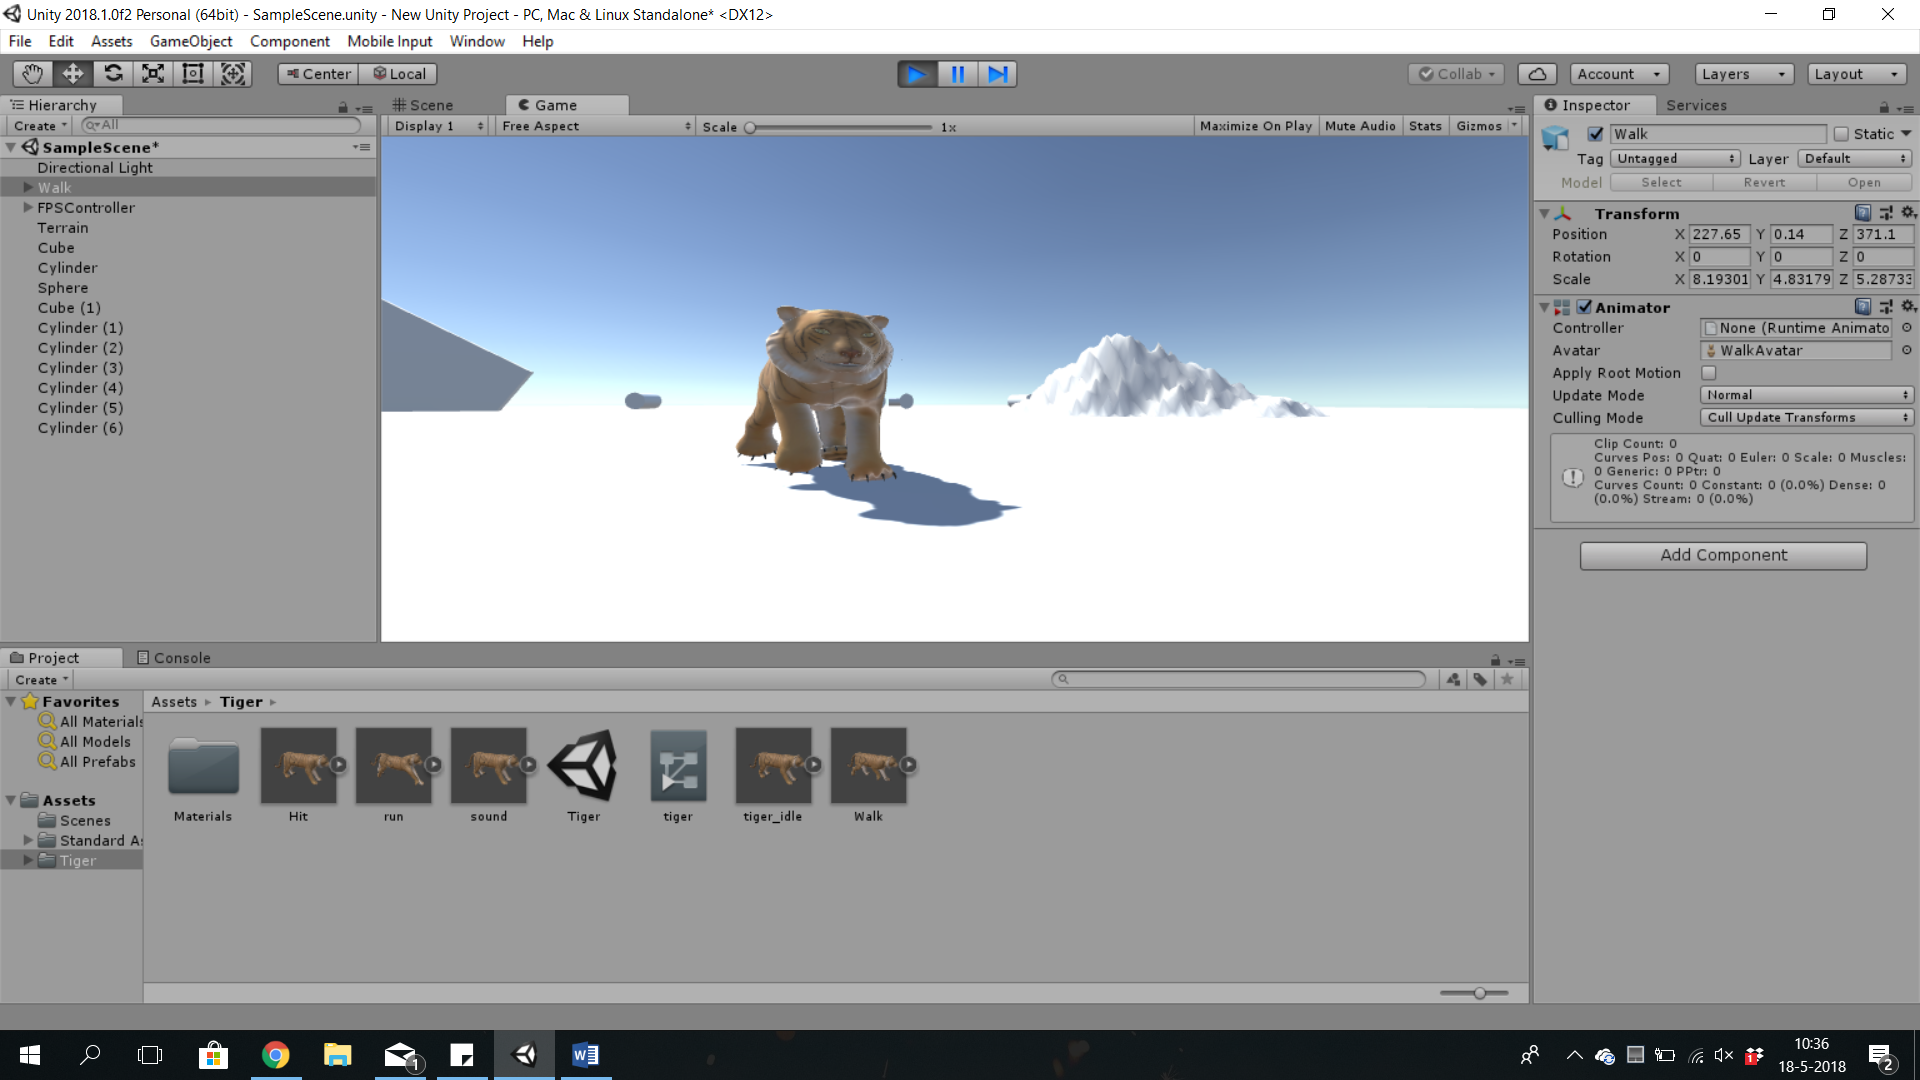 Unity 2018.1.0f2 Personal (64bit) - SampleScene.unity - New Unity Project - PC, Mac & Linux Standalone* <DX12>
File Edit Assets GameObject Component Mobile Input Window Help
Center Local Collab Account Layers Layout
Hierarchy
Create All
SampleScene*
Directional Light
Walk
FPSController
Terrain
Cube
Cylinder
Sphere
Cube (1)
Cylinder (1)
Cylinder (2)
Cylinder (3)
Cylinder (4)
Cylinder (5)
Cylinder (6)
Scene Game
Display 1 Free Aspect Scale 1x Maximize On Play Mute Audio Stats Gizmos
Inspector Services
Walk Static
Tag Untagged Layer Default
Model Select Revert Open
Transform
Position X 227.65 Y 0.14 Z 371.1
Rotation X 0 Y 0 Z 0
Scale X 8.19301 Y 4.83179 Z 5.28733
Animator
Controller None (Runtime Animato
Avatar WalkAvatar
Apply Root Motion
Update Mode Normal
Culling Mode Cull Update Transforms
Clip Count: 0
Curves Pos: 0 Quat: 0 Euler: 0 Scale: 0 Muscles:
0 Generic: 0 PPtr: 0
Curves Count: 0 Constant: 0 (0.0%) Dense: 0
(0.0%) Stream: 0 (0.0%)
Add Component
Project Console
Create
Favorites
All Materials
All Models
All Prefabs
Assets
Scenes
Standard As
Tiger
Assets Tiger
Materials Hit run sound Tiger tiger tiger_idle Walk
1
1
10:36
18-5-2018
2